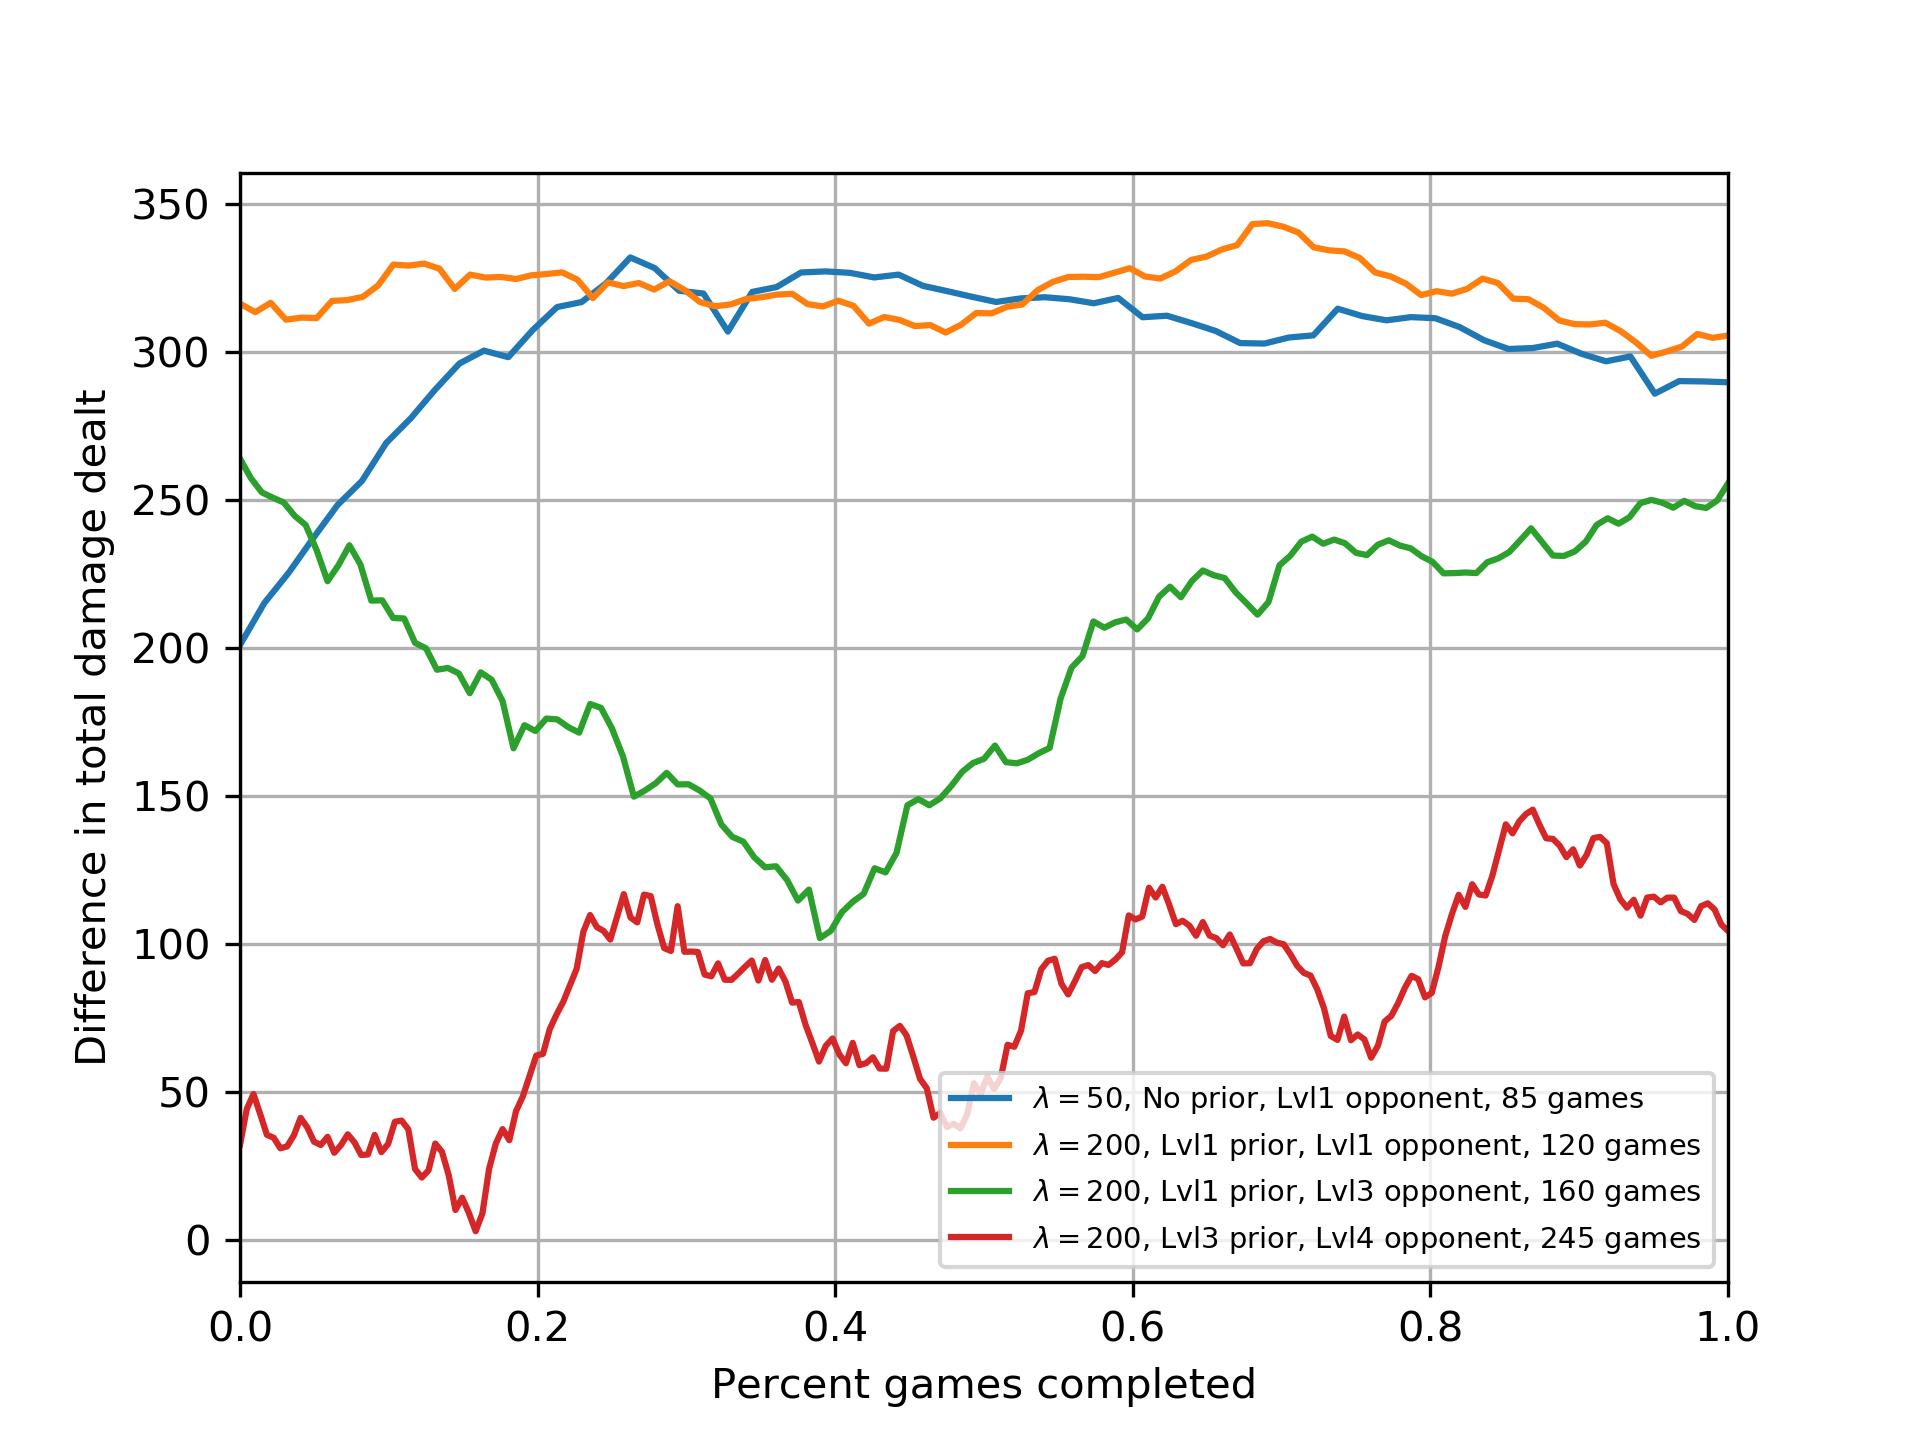 350
300
250
200
150
100
50
0
Difference in total damage dealt
λ = 50, No prior, Lvl1 opponent, 85 games
λ = 200, Lvl1 prior, Lvl1 opponent, 120 games
λ = 200, Lvl1 prior, Lvl3 opponent, 160 games
λ = 200, Lvl3 prior, Lvl4 opponent, 245 games
0.0 0.2 0.4 0.6 0.8 1.0
Percent games completed